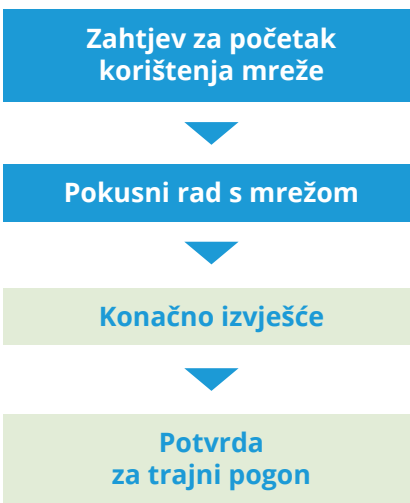 Zahtjev za početak
korištenja mreže
Pokusni rad s mrežom
Konačno izvješće
Potvrda
za trajni pogon